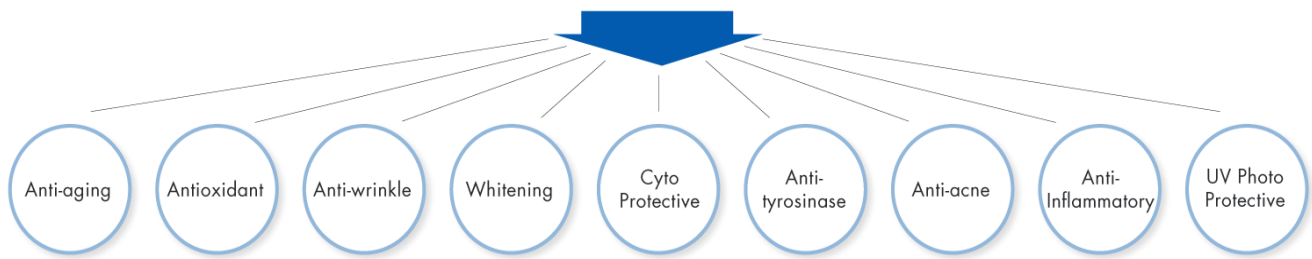 Anti-aging
Antioxidant
Anti-wrinkle
Whitening
Cyto
Protective
Anti-
tyrosinase
Anti-acne
Anti-
Inflammatory
UV Photo
Protective